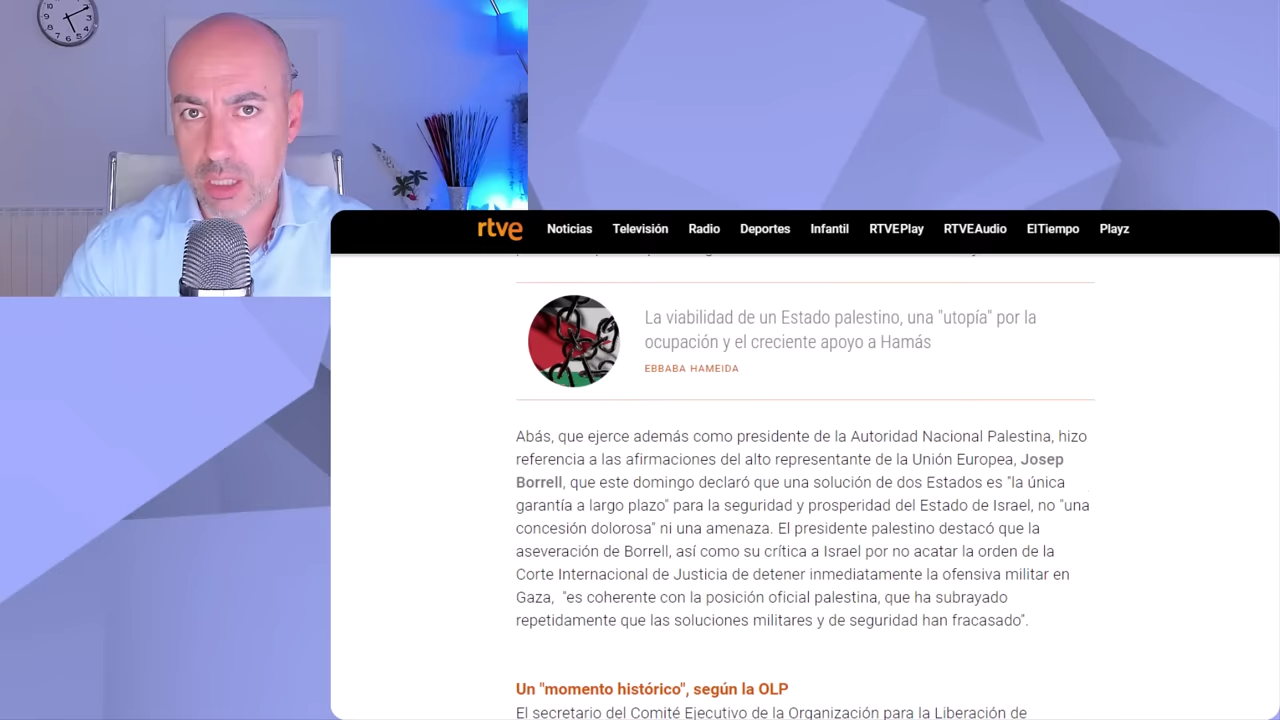 rtve Noticias Televisión Radio Deportes Infantil RTVEPlay RTVEAudio ElTiempo Playz
La viabilidad de un Estado palestino, una "utopía" por la
ocupación y el creciente apoyo a Hamás
EBBABA HAMEIDA
Abás, que ejerce además como presidente de la Autoridad Nacional Palestina, hizo
referencia a las afirmaciones del alto representante de la Unión Europea, Josep
Borrell, que este domingo declaró que una solución de dos Estados es "la única
garantía a largo plazo" para la seguridad y prosperidad del Estado de Israel, no "una
concesión dolorosa" ni una amenaza. El presidente palestino destacó que la
aseveración de Borrell, así como su crítica a Israel por no acatar la orden de la
Corte Internacional de Justicia de detener inmediatamente la ofensiva militar en
Gaza, "es coherente con la posición oficial palestina, que ha subrayado
repetidamente que las soluciones militares y de seguridad han fracasado".
Un "momento histórico", según la OLP
El secretario del Comité Ejecutivo de la Organización para la Liberación de